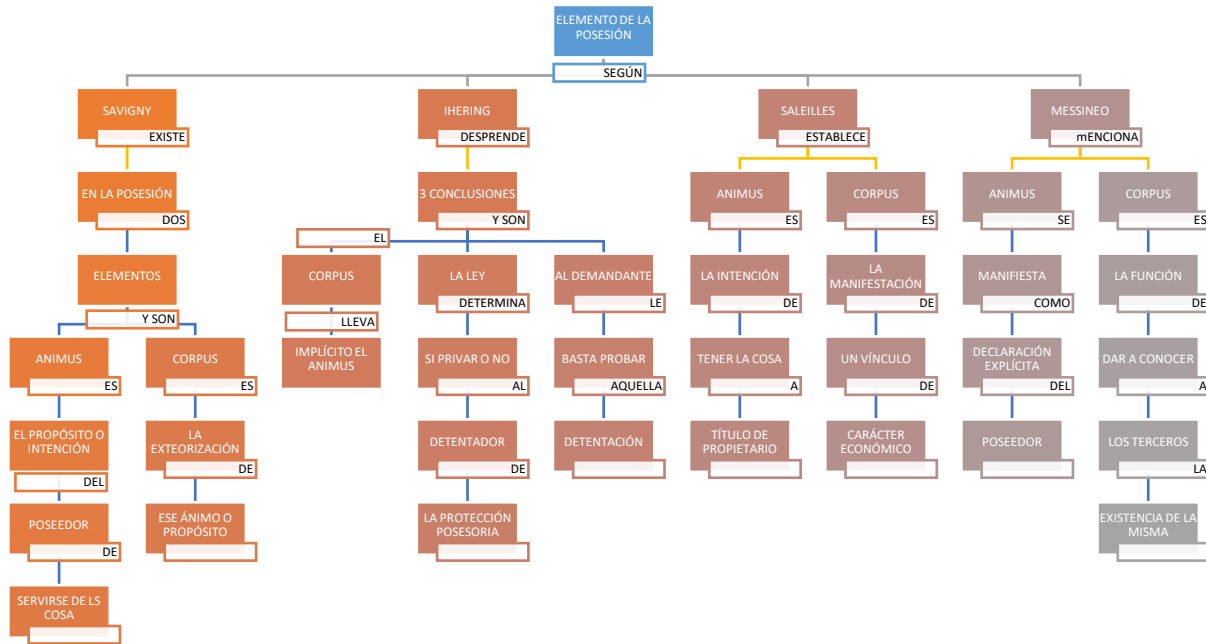 ELEMENTO DE LA
POSESIÓN
SEGÚN
SAVIGNY
EXISTE
EN LA POSESIÓN
DOS
ELEMENTOS
Y SON
ANIMUS
ES
EL PROPÓSITO O
INTENCIÓN
DEL
POSEEDOR
DE
SERVIRSE DE LS
COSA
CORPUS
ES
LA
EXTEORIZACIÓN
DE
ESE ÁNIMO O
PROPÓSITO
IHERING
DESPRENDE
3 CONCLUSIONES
Y SON
EL
CORPUS
LLEVA
IMPLÍCITO EL
ANIMUS
LA LEY
DETERMINA
SI PRIVAR O NO
AL
DETENTADOR
DE
LA PROTECCIÓN
POSESORIA
AL DEMANDANTE
LE
BASTA PROBAR
AQUELLA
DETENTACIÓN
SALEILLES
ESTABLECE
ANIMUS
ES
LA INTENCIÓN
DE
TENER LA COSA
A
TÍTULO DE
PROPIETARIO
CORPUS
ES
LA
MANIFESTACIÓN
DE
UN VÍNCULO
DE
CARÁCTER
ECONÓMICO
MESSINEO
mENCIONA
ANIMUS
SE
MANIFIESTA
COMO
DECLARACIÓN
EXPLÍCITA
DEL
POSEEDOR
CORPUS
ES
LA FUNCIÓN
DE
DAR A CONOCER
A
LOS TERCEROS
LA
EXISTENCIA DE LA
MISMA